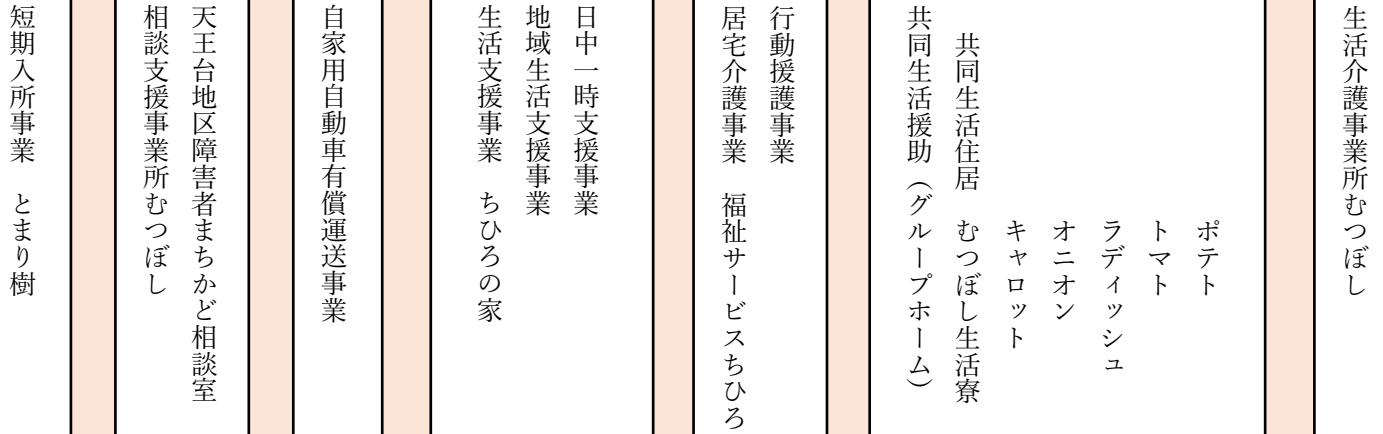 生活介護事業所むつぼし
ポテト
トマト
ラディッシュ
オニオン
キャロット
共同生活住居　むつぼし生活寮
共同生活援助（グループホーム）
行動援護事業
居宅介護事業　福祉サービスちひろ
日中一時支援事業
地域生活支援事業
生活支援事業　ちひろの家
自家用自動車有償運送事業
天王台地区障害者まちかど相談室
相談支援事業所むつぼし
短期入所事業　とまり樹